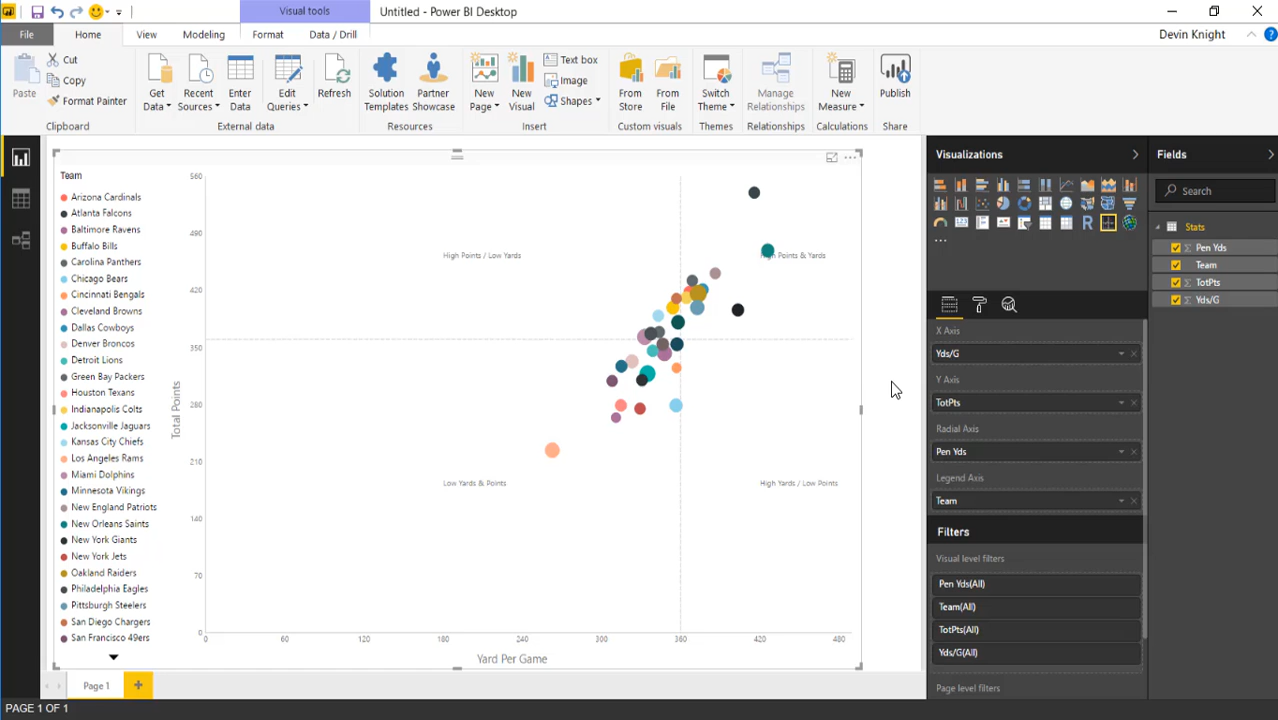 Visual tools
Untitled - Power BI Desktop
File
Home
View
Modeling
Format
Data / Drill
Devin Knight
Paste
Cut
Copy
Format Painter
Clipboard
Get Data
Recent Sources
Enter Data
Edit Queries
Refresh
External data
Solution Templates
Partner Showcase
Resources
New Page
New Visual
Text box
Image
Shapes
Insert
From Store
From File
Custom visuals
Switch Theme
Themes
Manage Relationships
Relationships
New Measure
Calculations
Publish
Share
Team
Arizona Cardinals
Atlanta Falcons
Baltimore Ravens
Buffalo Bills
Carolina Panthers
Chicago Bears
Cincinnati Bengals
Cleveland Browns
Dallas Cowboys
Denver Broncos
Detroit Lions
Green Bay Packers
Houston Texans
Indianapolis Colts
Jacksonville Jaguars
Kansas City Chiefs
Los Angeles Rams
Miami Dolphins
Minnesota Vikings
New England Patriots
New Orleans Saints
New York Giants
New York Jets
Oakland Raiders
Philadelphia Eagles
Pittsburgh Steelers
San Diego Chargers
San Francisco 49ers
Total Points
560
490
420
350
280
210
140
70
0
High Points / Low Yards
High Points & Yards
Low Yards & Points
High Yards / Low Points
0
60
120
180
240
300
360
420
480
Yard Per Game
Visualizations
R
X Axis
Yds/G
Y Axis
TotPts
Radial Axis
Pen Yds
Legend Axis
Team
Filters
Visual level filters
Pen Yds(All)
Team(All)
TotPts(All)
Yds/G(All)
Page level filters
Fields
Search
Stats
Σ Pen Yds
Team
Σ TotPts
Σ Yds/G
Page 1
PAGE 1 OF 1